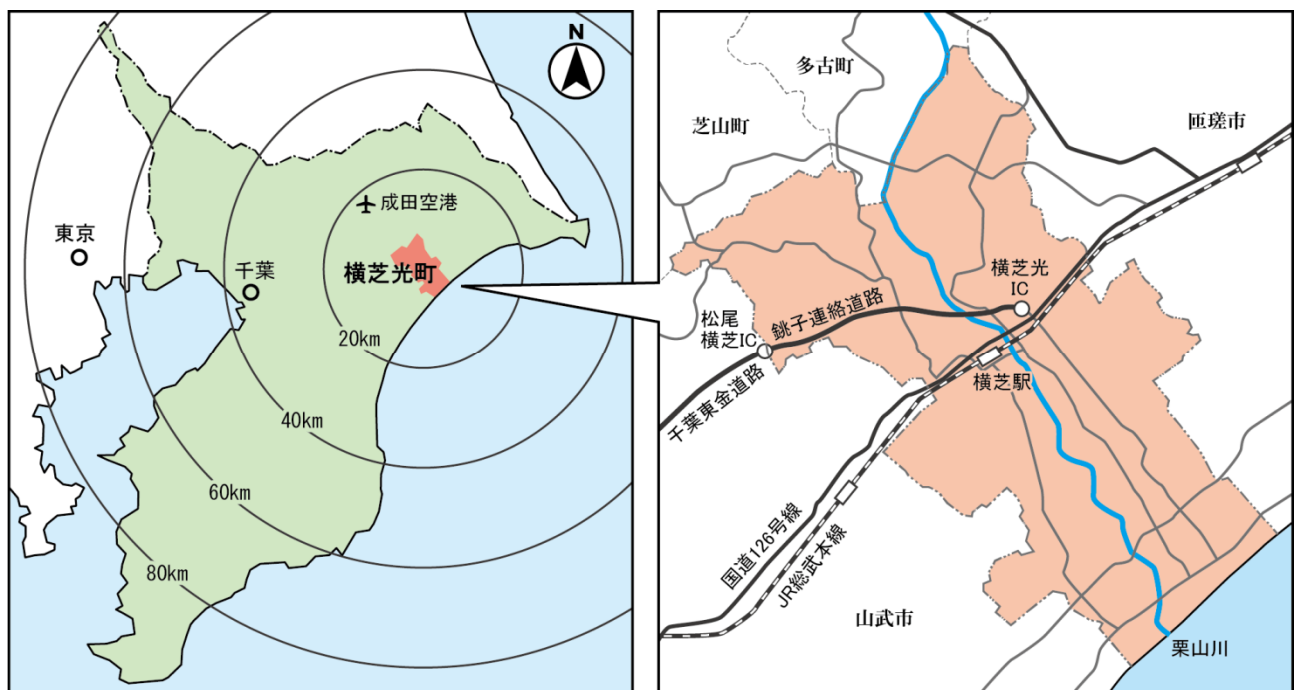 N
成田空港
東京
千葉
横芝光町
20km
40km
60km
80km
多古町
芝山町
匝瑳市
横芝光
IC
銚子連絡道路
松尾
横芝IC
千葉東金道路
横芝駅
国道126号線
JR総武本線
山武市
栗山川